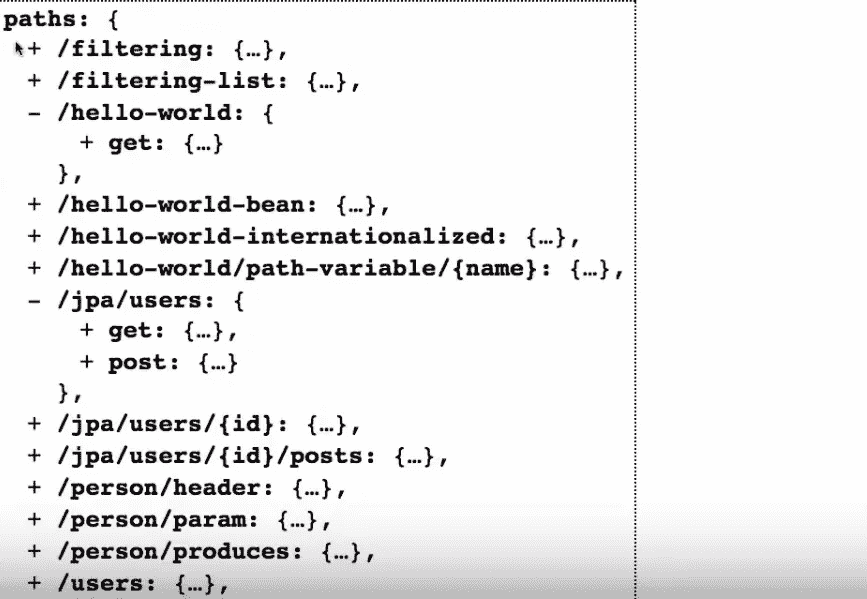 paths: {
+ /filtering: {…},
+ /filtering-list: {…},
- /hello-world: {
+ get: {…}
},
+ /hello-world-bean: {…},
+ /hello-world-internationalized: {…},
+ /hello-world/path-variable/{name}: {…},
- /jpa/users: {
+ get: {…},
+ post: {…}
},
+ /jpa/users/{id}: {…},
+ /jpa/users/{id}/posts: {…},
+ /person/header: {…},
+ /person/param: {…},
+ /person/produces: {…},
+ /users: {…},